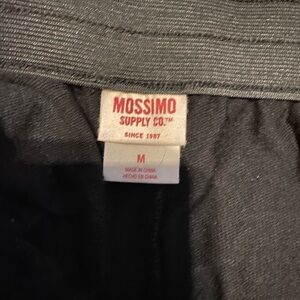 MOSSIMO
SUPPLY CO.™
SINCE 1987
M
MADE IN CHINA
HECHO EN CHINA